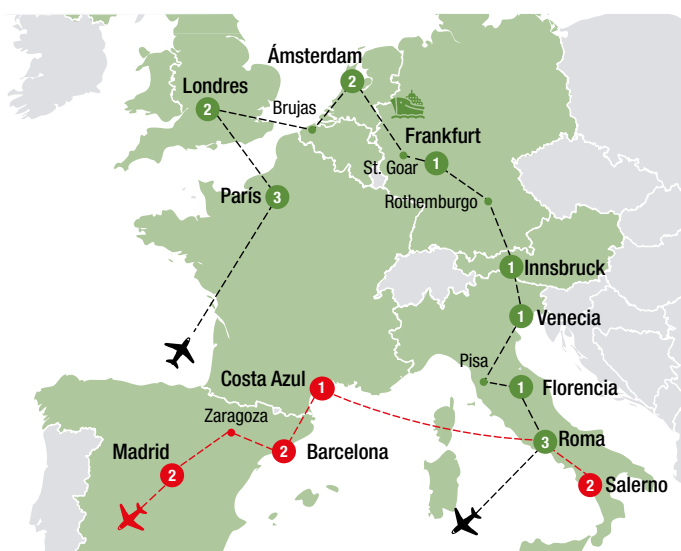 Ámsterdam
2
Londres
2
Brujas
Frankfurt
1
St. Goar
París
3
Rothemburgo
1
Innsbruck
1
Venecia
Pisa
Costa Azul
1
1
Florencia
Zaragoza
Madrid
2
2
Barcelona
3
Roma
2
Salerno